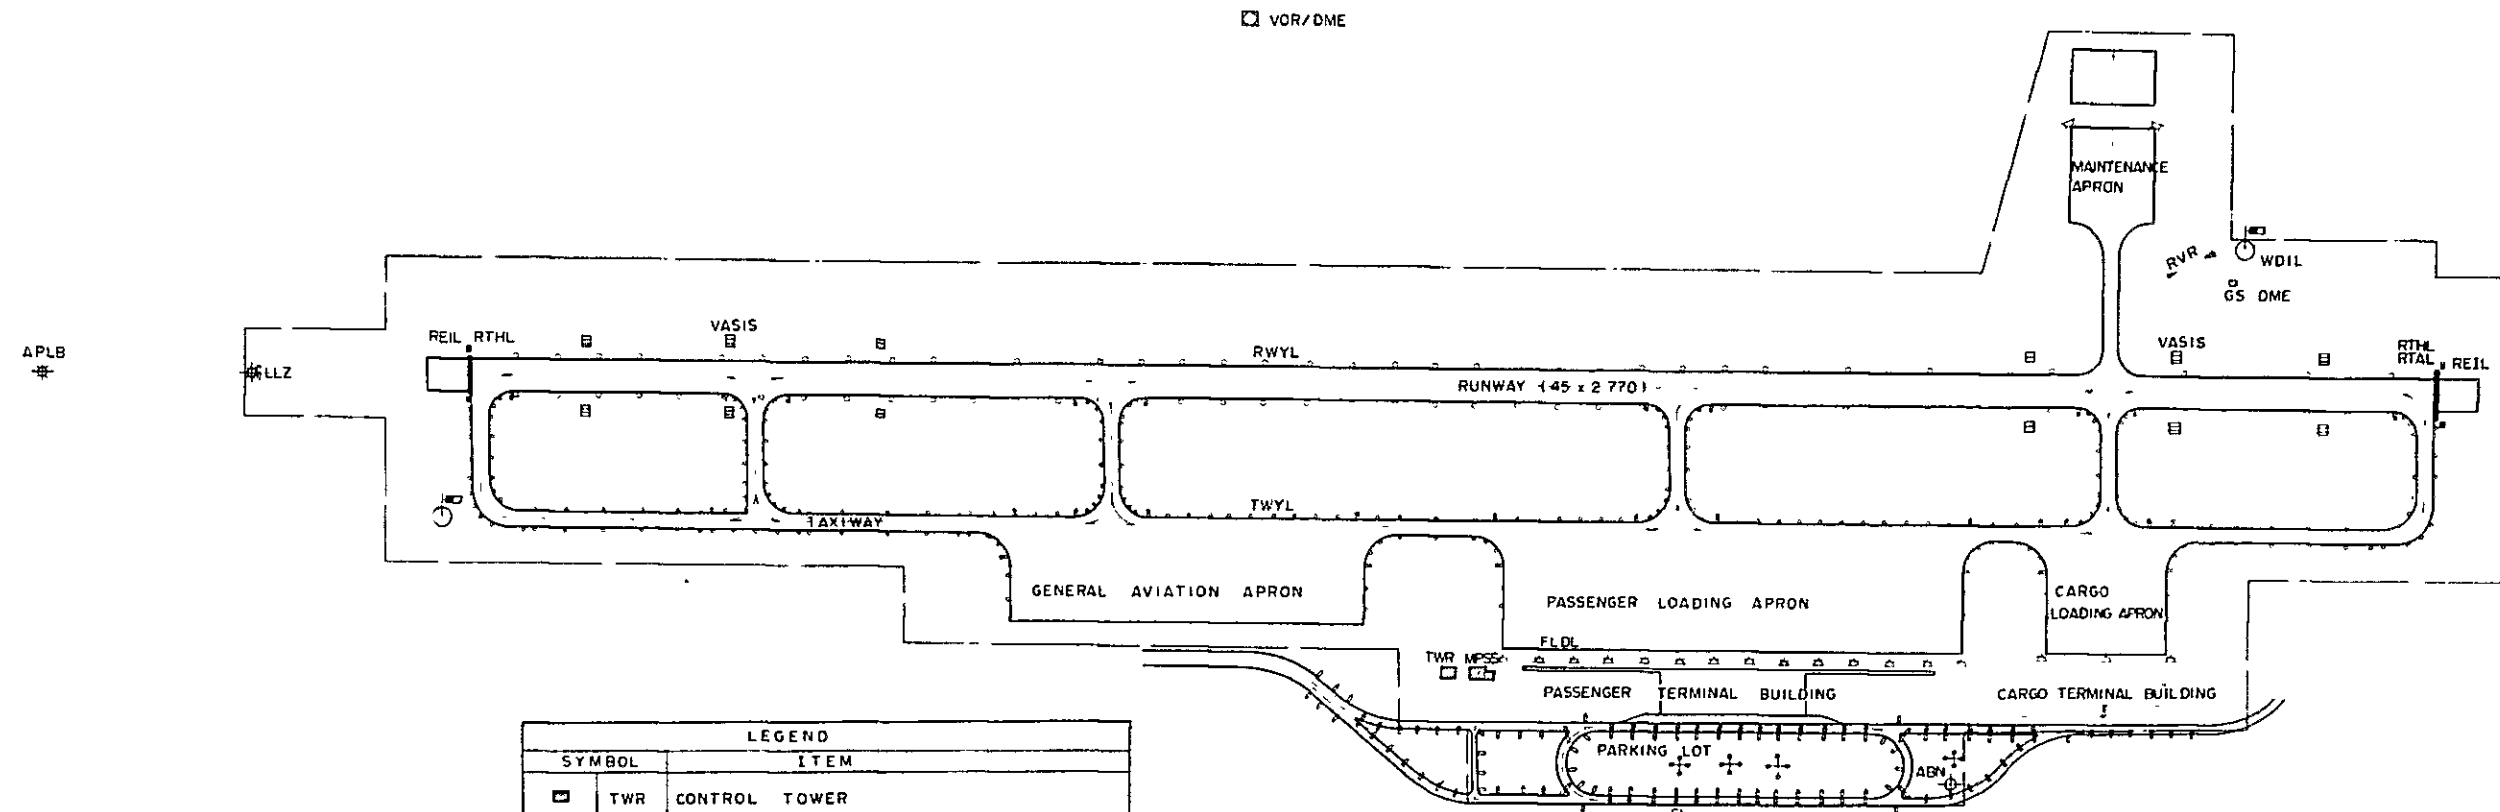 VOR/DME
MAINTENANCE
APRON
RVR
WDIL
GS DME
APLB
LLZ
REIL RTHL
VASIS
RWYL
RUNWAY (45 x 2 770)
VASIS
RTHL
RTAL
REIL
TWYL
TAXIWAY
GENERAL AVIATION APRON
PASSENGER LOADING APRON
CARGO
LOADING APRON
FLDL
TWR
PASSENGER TERMINAL BUILDING
CARGO TERMINAL BUILDING
PARKING LOT
ABN
LEGEND
SYMBOL ITEM
TWR CONTROL TOWER